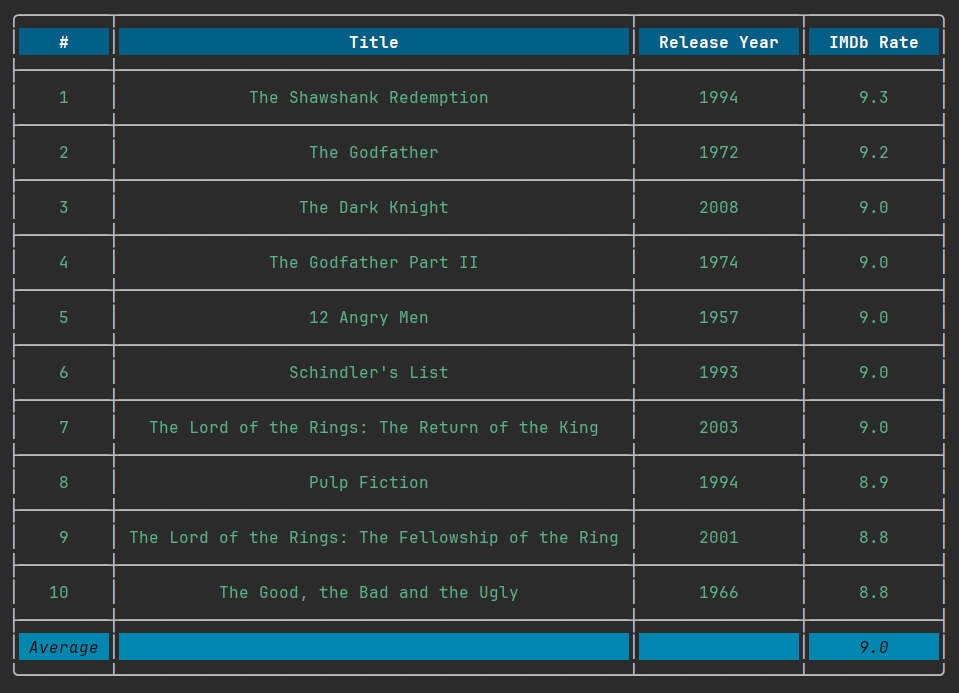 # Title Release Year IMDb Rate
1 The Shawshank Redemption 1994 9.3
2 The Godfather 1972 9.2
3 The Dark Knight 2008 9.0
4 The Godfather Part II 1974 9.0
5 12 Angry Men 1957 9.0
6 Schindler's List 1993 9.0
7 The Lord of the Rings: The Return of the King 2003 9.0
8 Pulp Fiction 1994 8.9
9 The Lord of the Rings: The Fellowship of the Ring 2001 8.8
10 The Good, the Bad and the Ugly 1966 8.8
Average 9.0